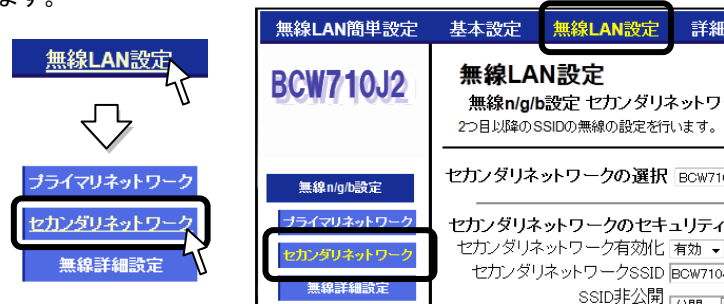 ます。
無線LAN設定
プライマリネットワーク
セカンダリネットワーク
無線詳細設定
無線LAN簡単設定 基本設定 無線LAN設定 詳細
BCW710J2
無線n/g/b設定
プライマリネットワーク
セカンダリネットワーク
無線詳細設定
無線LAN設定
無線n/g/b設定 セカンダリネットワ
2つ目以降のSSIDの無線の設定を行います。
セカンダリネットワークの選択 BCW71
セカンダリネットワークのセキュリティ
セカンダリネットワーク有効化 有効
セカンダリネットワークSSID BCW710
SSID非公開